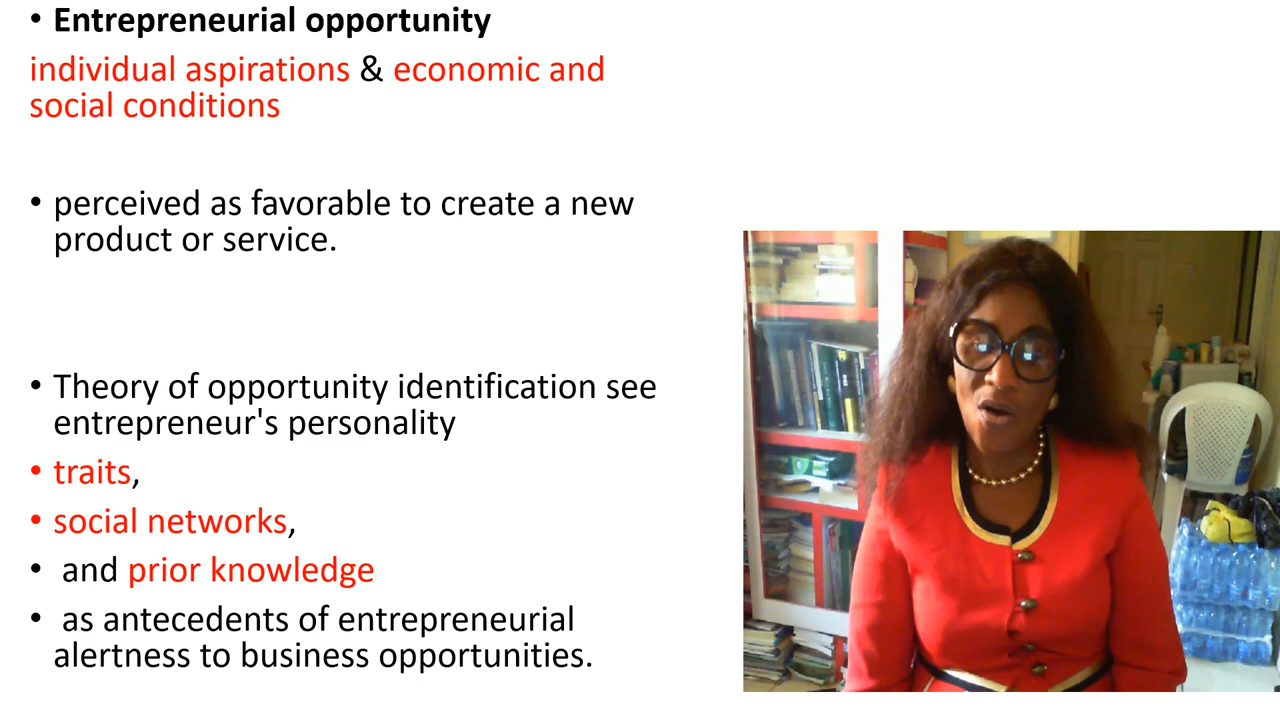 • Entrepreneurial opportunity
individual aspirations & economic and
social conditions
• perceived as favorable to create a new
product or service.
• Theory of opportunity identification see
entrepreneur's personality
• traits,
• social networks,
• and prior knowledge
• as antecedents of entrepreneurial
alertness to business opportunities.